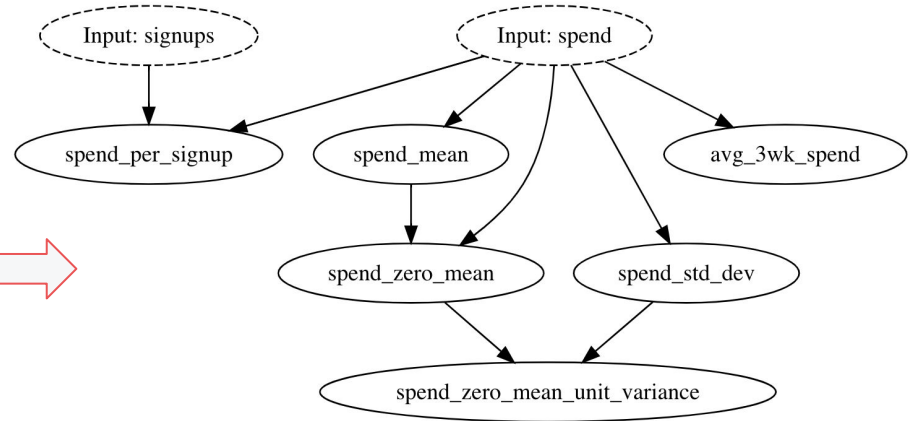 Input: signups
Input: spend
spend_per_signup
spend_mean
avg_3wk_spend
spend_zero_mean
spend_std_dev
spend_zero_mean_unit_variance